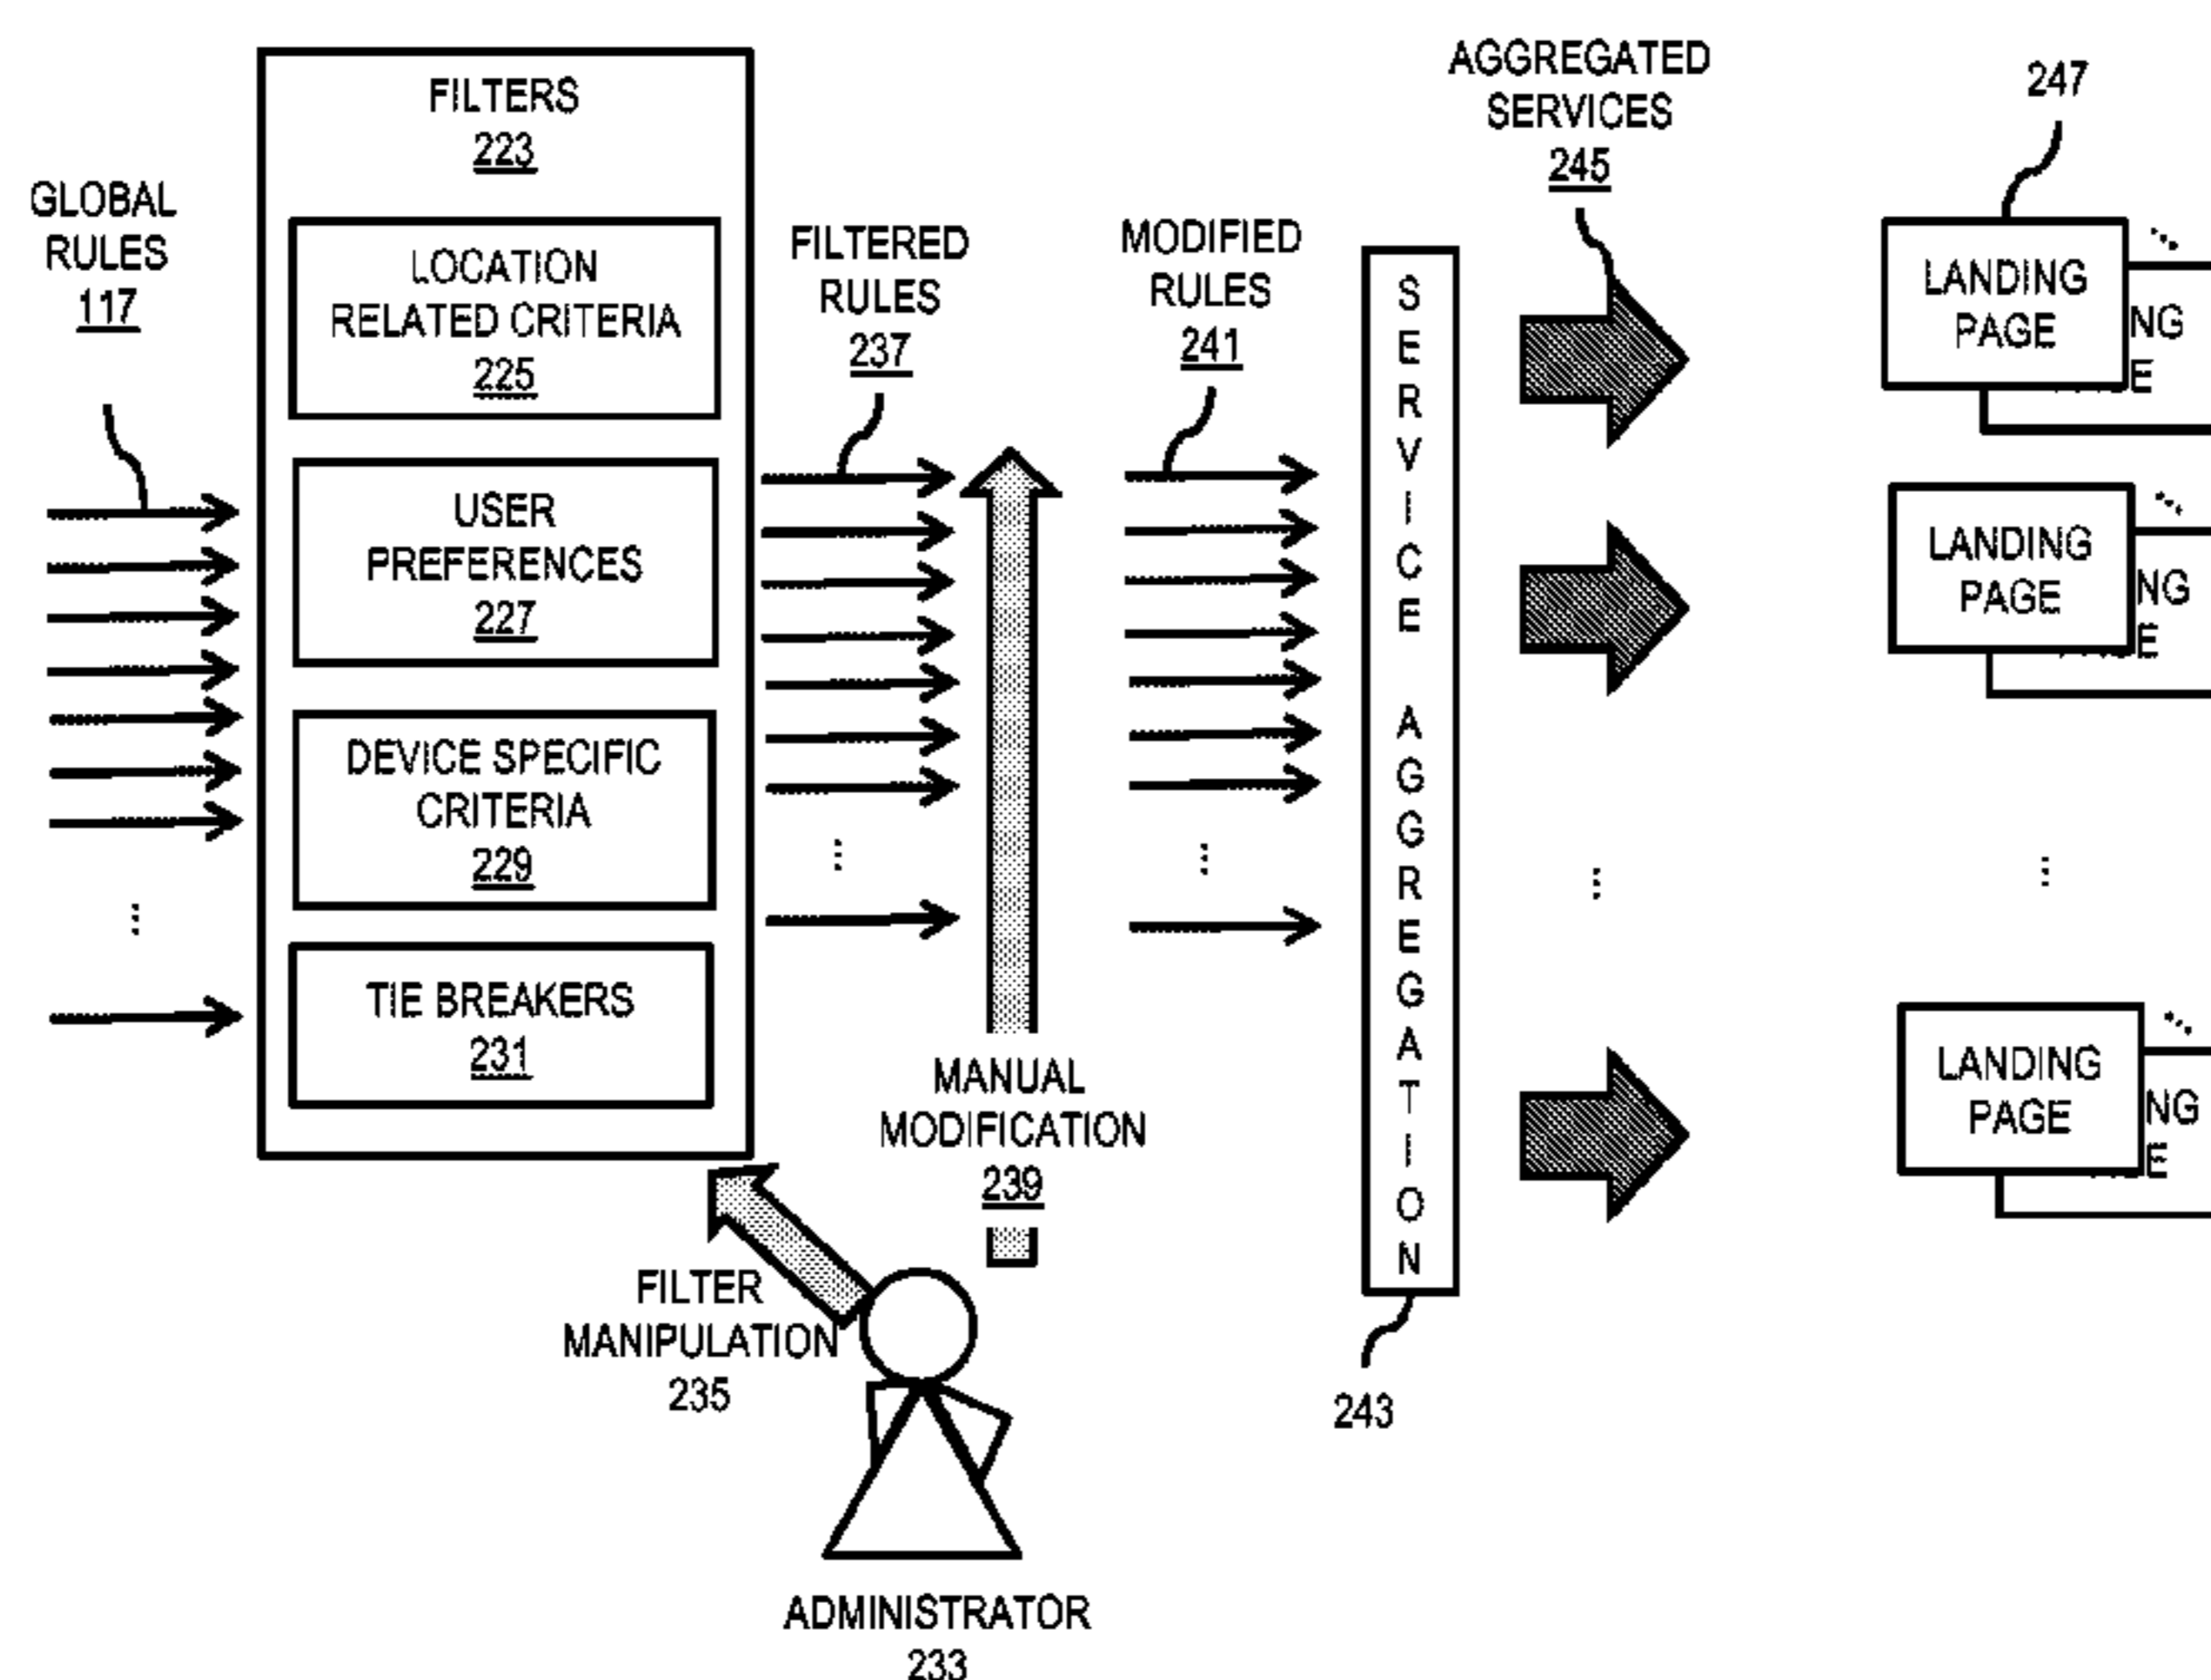 GLOBAL
RULES
117
FILTERS
223
LOCATION
RELATED CRITERIA
225
USER
PREFERENCES
227
DEVICE SPECIFIC
CRITERIA
229
TIE BREAKERS
231
FILTERED
RULES
237
MANUAL
MODIFICATION
239
FILTER
MANIPULATION
235
ADMINISTRATOR
233
MODIFIED
RULES
241
SERVICE AGGREGATION
243
AGGREGATED
SERVICES
245
247
LANDING
PAGE
NG
E
LANDING
PAGE
NG
E
LANDING
PAGE
NG
E